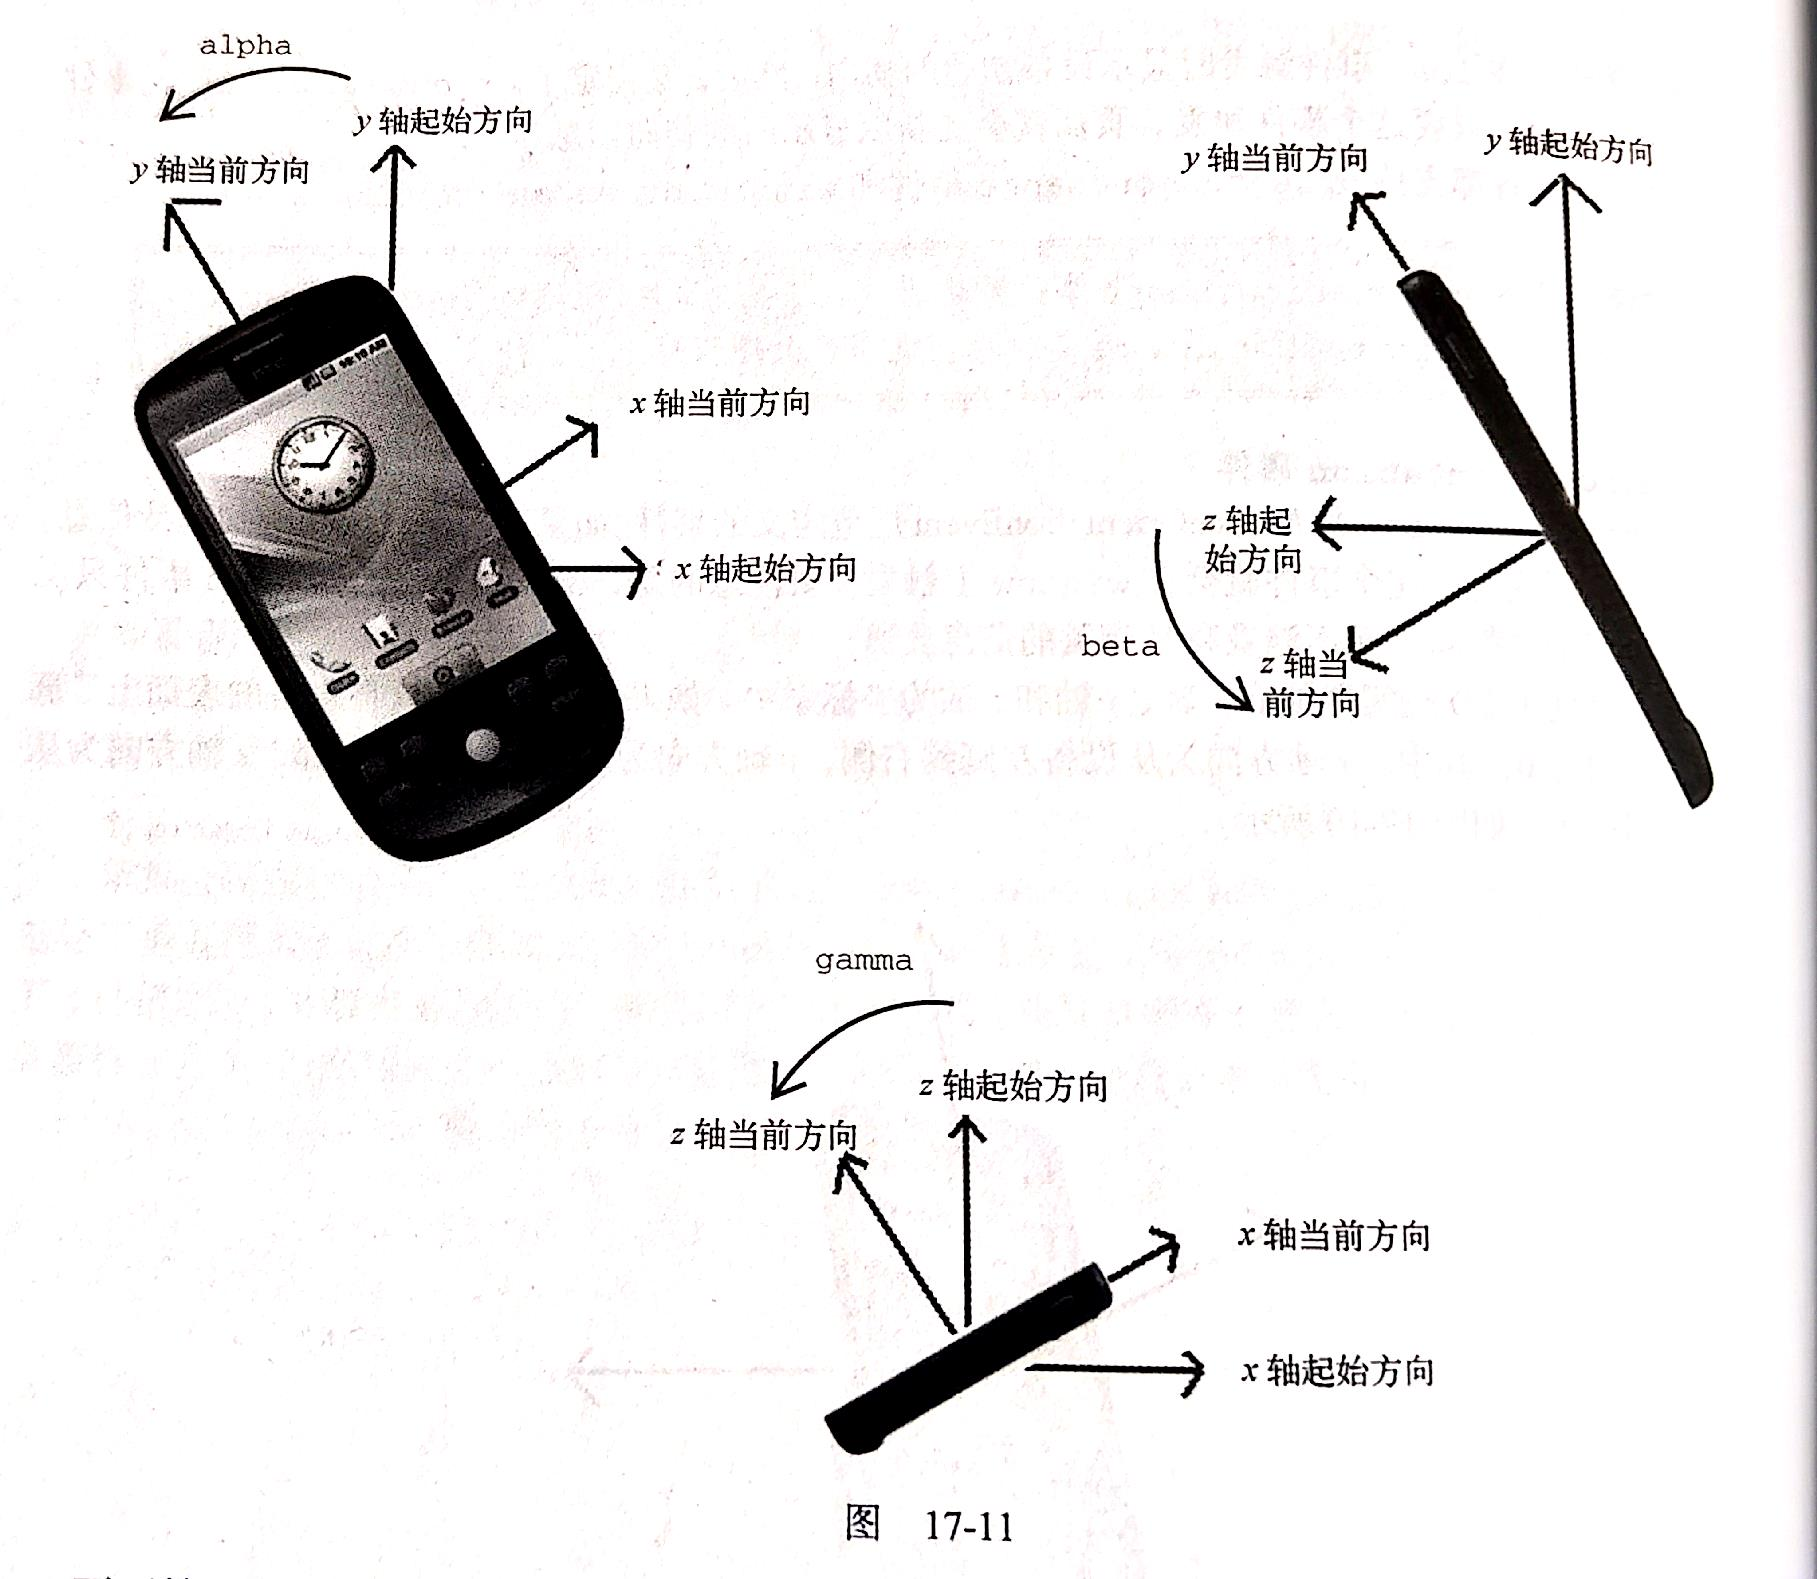 alpha
y 轴起始方向
y 轴当前方向
x 轴当前方向
x 轴起始方向
y 轴当前方向
y 轴起始方向
z 轴起
始方向
beta
z 轴当
前方向
gamma
z 轴起始方向
z 轴当前方向
x 轴当前方向
x 轴起始方向
图 17-11